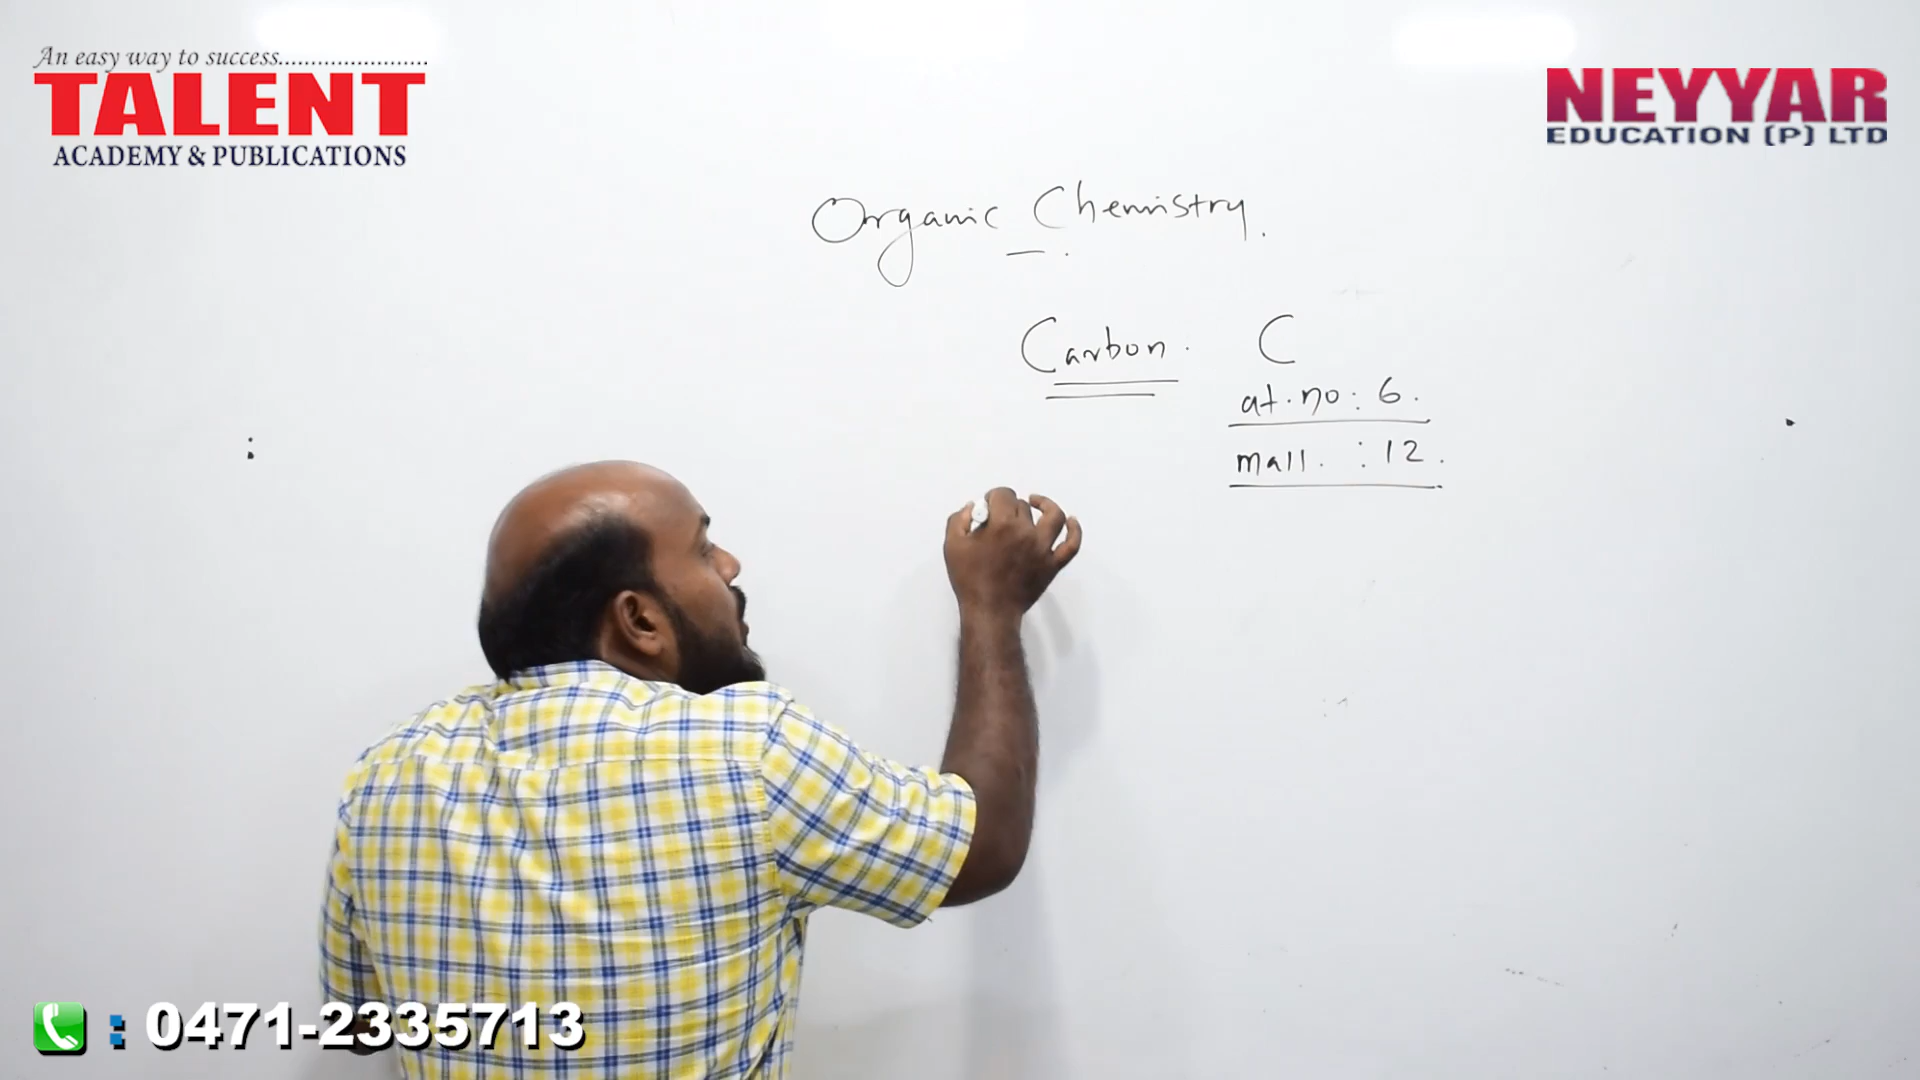 An easy way to success.......................
TALENT
ACADEMY & PUBLICATIONS
NEYYAR
EDUCATION (P) LTD
Organic Chemistry.
Carbon. C
at.no: 6.
mass. : 12.
: 0471-2335713